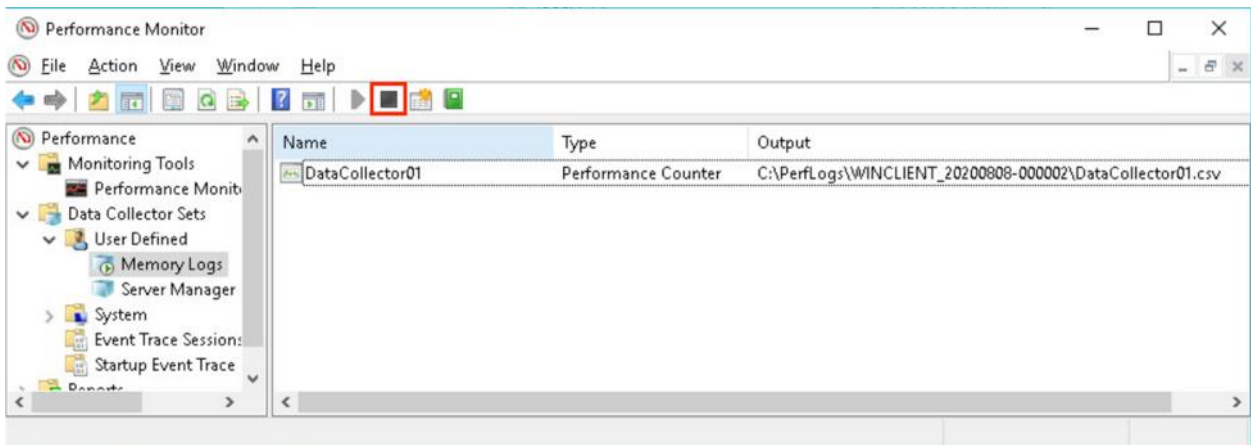 Performance Monitor
File Action View Window Help
Performance
Monitoring Tools
Performance Monit
Data Collector Sets
User Defined
Memory Logs
Server Manager
System
Event Trace Session
Startup Event Trace
Reports
Name Type Output
DataCollector01 Performance Counter C:\PerfLogs\WINCLIENT_20200808-000002\DataCollector01.csv